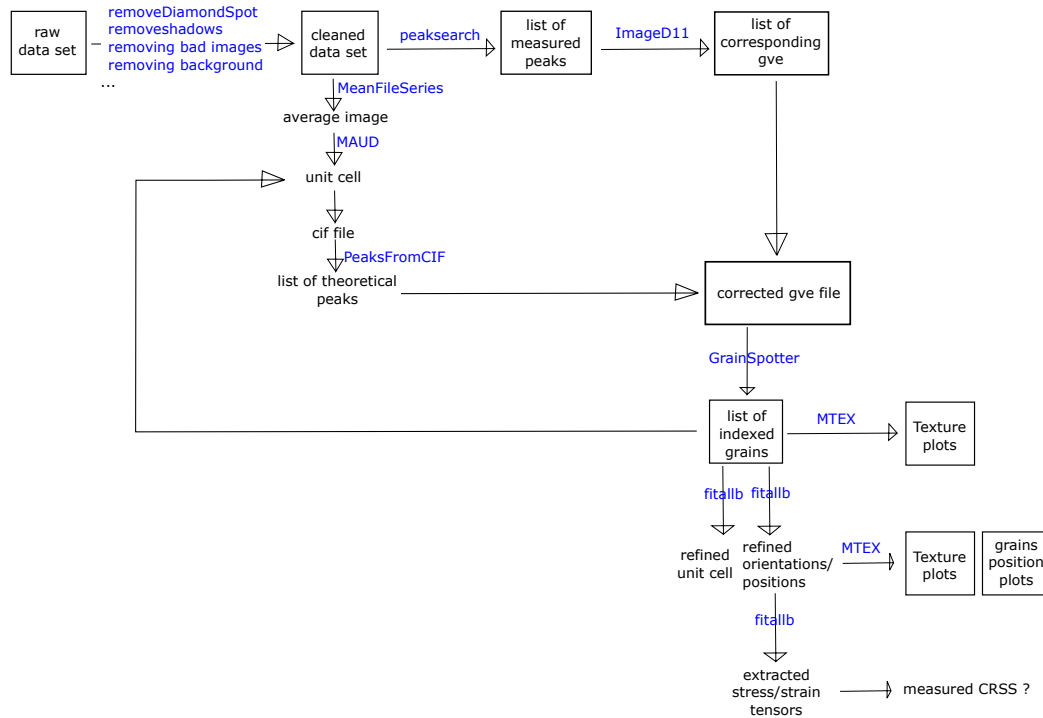 raw
data set
removeDiamondSpot
removeshadows
removing bad images
removing background
...
cleaned
data set
peaksearch
list of
measured
peaks
ImageD11
list of
corresponding
gve
MeanFileSeries
average image
MAUD
unit cell
cif file
PeaksFromCIF
list of theoretical
peaks
corrected gve file
GrainSpotter
list of
indexed
grains
MTEX
Texture
plots
fitallb
fitallb
refined
unit cell
refined
orientations/
positions
MTEX
Texture
plots
grains
position
plots
fitallb
extracted
stress/strain
tensors
measured CRSS ?